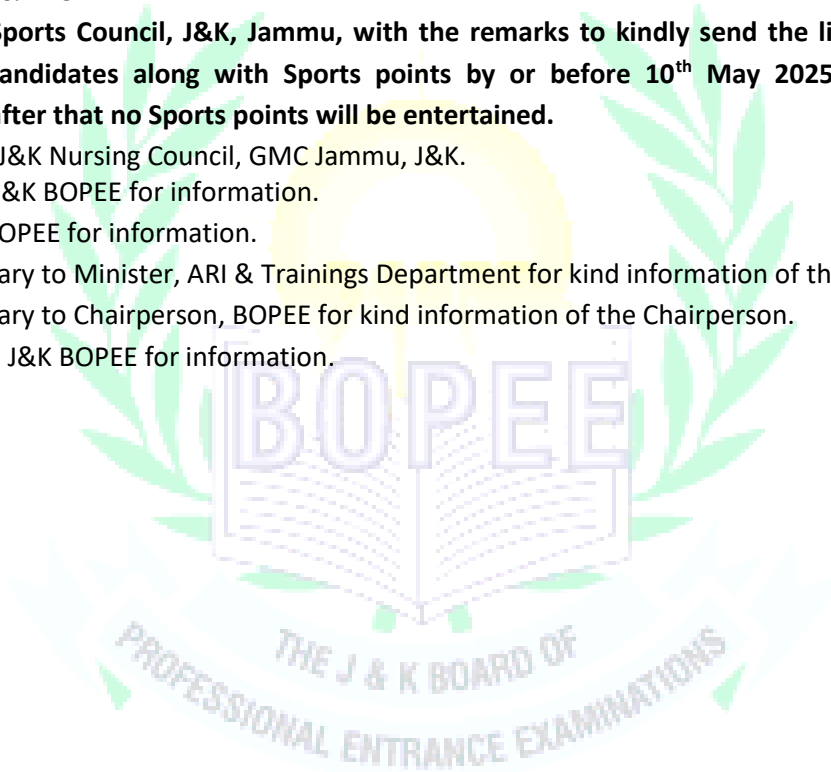 Sports Council, J&K, Jammu, with the remarks to kindly send the li
andidates along with Sports points by or before 10th May 2025
after that no Sports points will be entertained.
J&K Nursing Council, GMC Jammu, J&K.
&K BOPEE for information.
OPEE for information.
ary to Minister, ARI & Trainings Department for kind information of th
ary to Chairperson, BOPEE for kind information of the Chairperson.
J&K BOPEE for information.
BOPEE
THE J & K BOARD OF
PROFESSIONAL ENTRANCE EXAMINATIONS